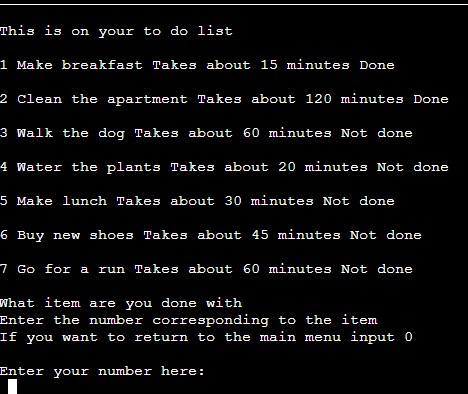 This is on your to do list
1 Make breakfast Takes about 15 minutes Done
2 Clean the apartment Takes about 120 minutes Done
3 Walk the dog Takes about 60 minutes Not done
4 Water the plants Takes about 20 minutes Not done
5 Make lunch Takes about 30 minutes Not done
6 Buy new shoes Takes about 45 minutes Not done
7 Go for a run Takes about 60 minutes Not done
What item are you done with
Enter the number corresponding to the item
If you want to return to the main menu input 0
Enter your number here: